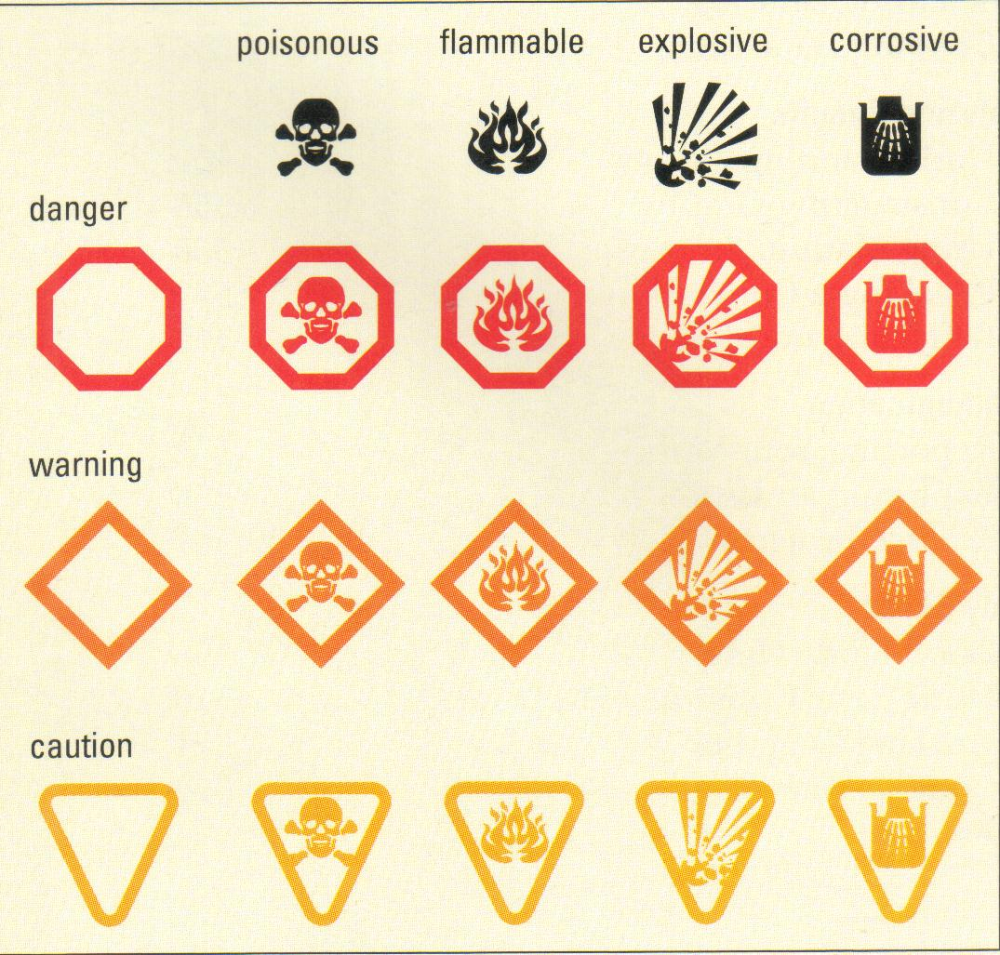 poisonous flammable explosive corrosive
danger
warning
caution